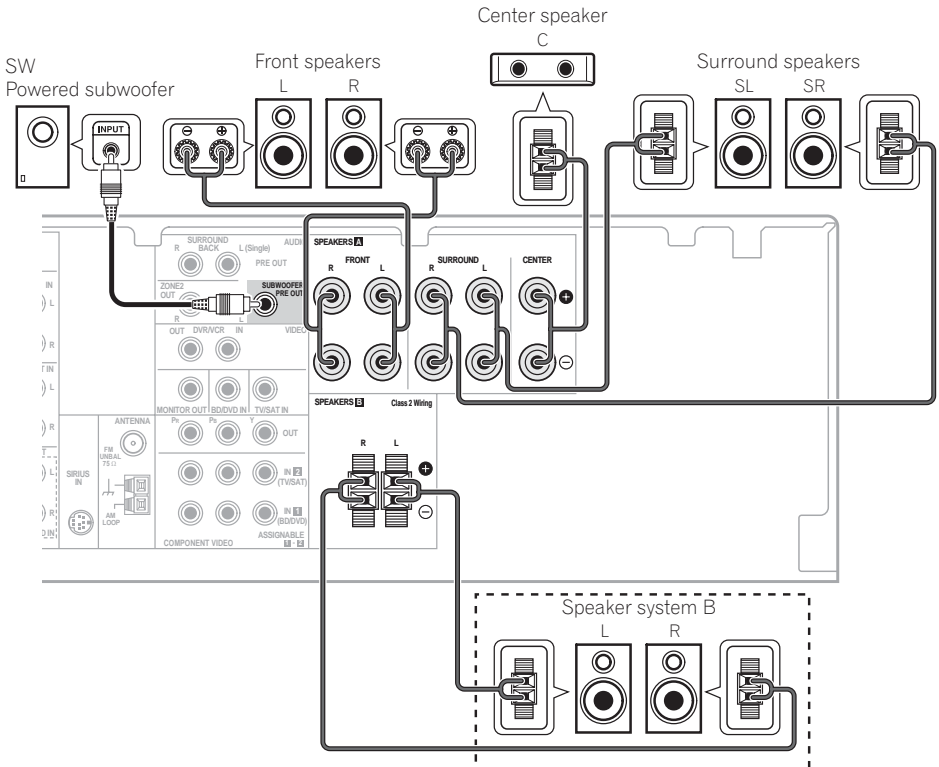 Center speaker
C
SW
Powered subwoofer
Front speakers
L R
Surround speakers
SL SR
INPUT
SURROUND
BACK
R L (Single)
AUDIO
PRE OUT
ZONE2
OUT
R L
SUBWOOFER
PRE OUT
OUT DVR/VCR IN
VIDEO
MONITOR OUT BD/DVD IN TV/SAT IN
PR PB Y
OUT
IN 2
(TV/SAT)
IN 1
(BD/DVD)
ASSIGNABLE
1 - 2
COMPONENT VIDEO
IN
L
R
IN
L
R
L
R
IN
SIRIUS
IN
ANTENNA
FM
UNBAL
75 Ω
AM
LOOP
SPEAKERS A
FRONT
R L
SURROUND
R L
CENTER
SPEAKERS B
Class 2 Wiring
R L
Speaker system B
L R